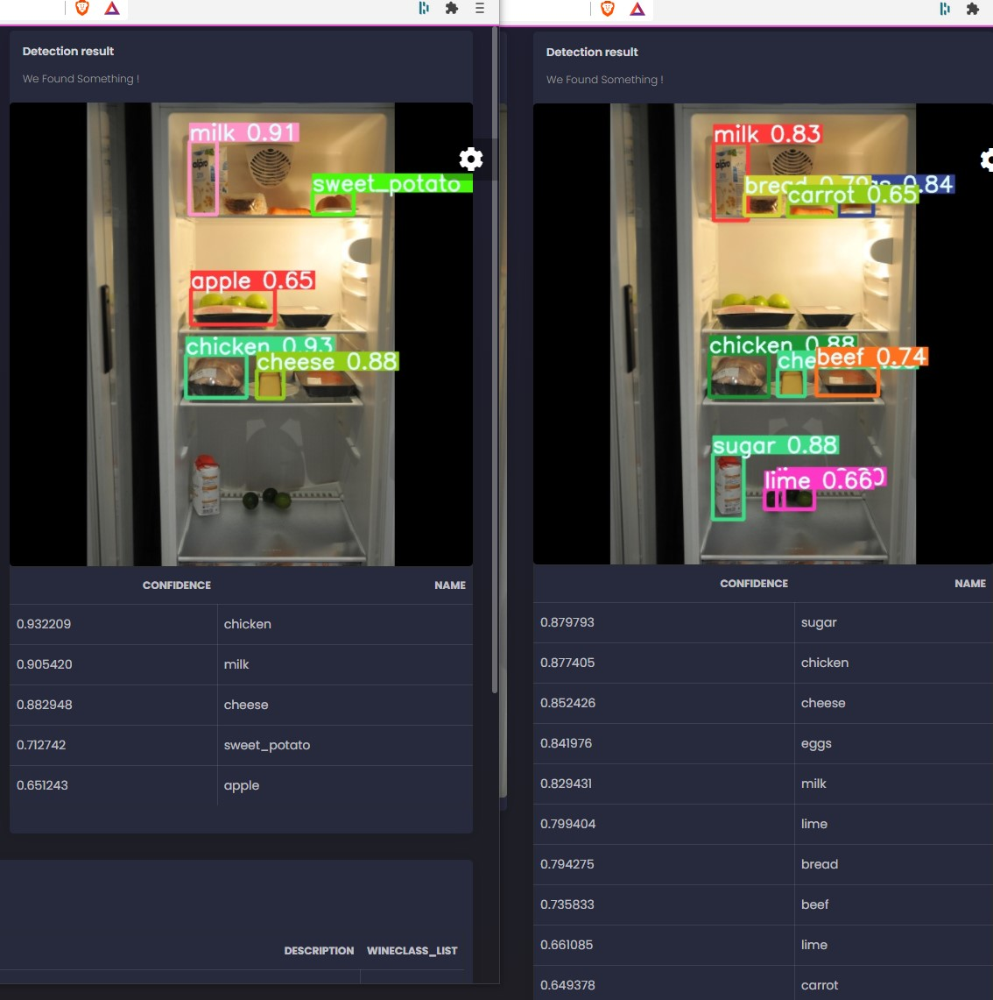 Detection result
We Found Something !
alpro
milk 0.91
sweet_potato
apple 0.65
chicken 0.93
cheese 0.88
CONFIDENCE NAME
0.932209 chicken
0.905420 milk
0.882948 cheese
0.712742 sweet_potato
0.651243 apple
DESCRIPTION WINECLASS_LIST
Detection result
We Found Something !
milk 0.83
alpro
0.84
carrot 0.65
chicken 0.88
che
beef 0.74
sugar 0.88
lime 0.66
CONFIDENCE NAME
0.879793 sugar
0.877405 chicken
0.852426 cheese
0.841976 eggs
0.829431 milk
0.799404 lime
0.794275 bread
0.735833 beef
0.661085 lime
0.649378 carrot